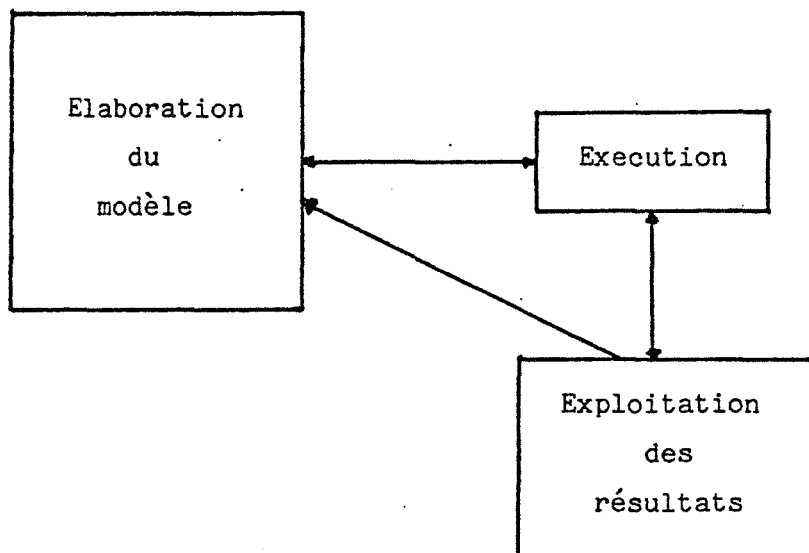 Elaboration
du
modèle
Execution
Exploitation
des
résultats